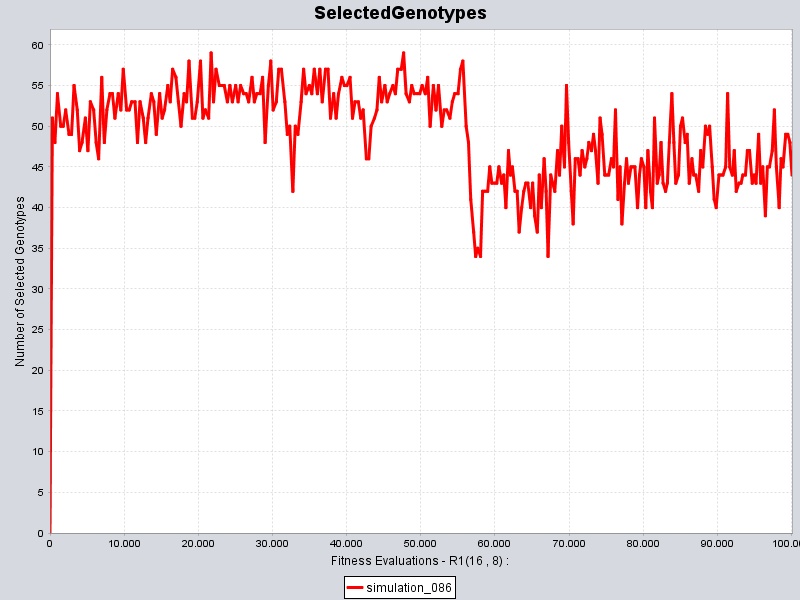 SelectedGenotypes
Number of Selected Genotypes
60
55
50
45
40
35
30
25
20
15
10
5
0
0 10.000 20.000 30.000 40.000 50.000 60.000 70.000 80.000 90.000 100.00
Fitness Evaluations - R1(16 , 8) :
simulation_086